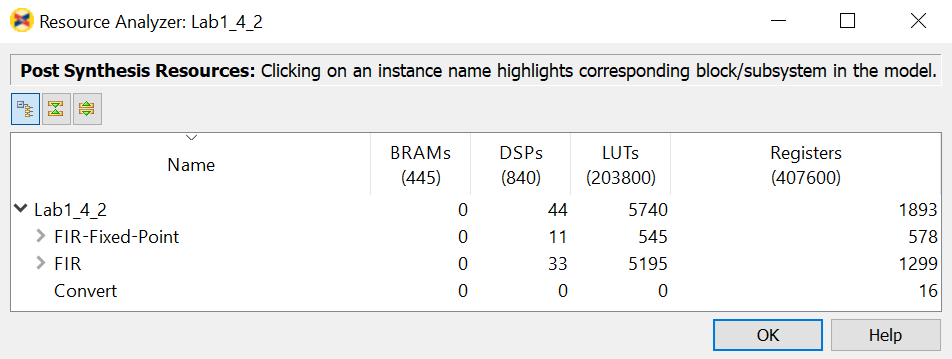 Resource Analyzer: Lab1_4_2
Post Synthesis Resources: Clicking on an instance name highlights corresponding block/subsystem in the model.
Name BRAMs (445) DSPs (840) LUTs (203800) Registers (407600)
Lab1_4_2 0 44 5740 1893
FIR-Fixed-Point 0 11 545 578
FIR 0 33 5195 1299
Convert 0 0 0 16
OK Help